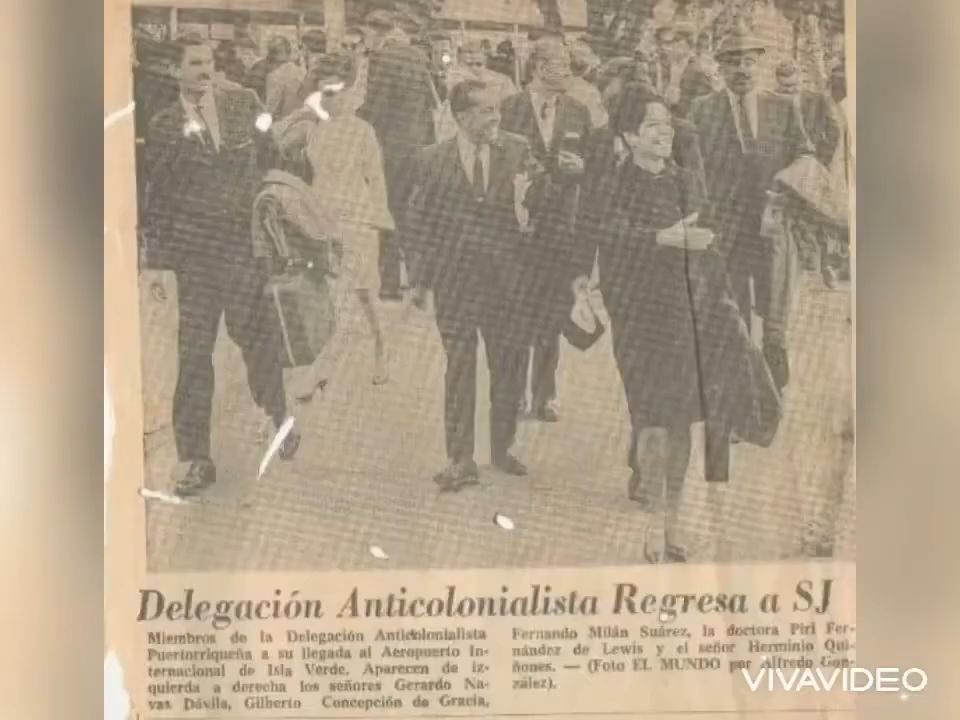 Delegación Anticolonialista Regresa a SJ
Miembros de la Delegación Anticolonialista
Puertorriqueña a su llegada al Aeropuerto In-
ternacional de Isla Verde. Aparecen de iz-
quierda a derecha los señores Gerardo Na-
vas Dávila, Gilberto Concepción de Gracia,
Fernando Milán Suárez, la doctora Piri Fer-
nández de Lewis y el señor Herminio Qui-
ñones. — (Foto EL MUNDO por Alfredo Gon-
zález).
VIVAVIDEO